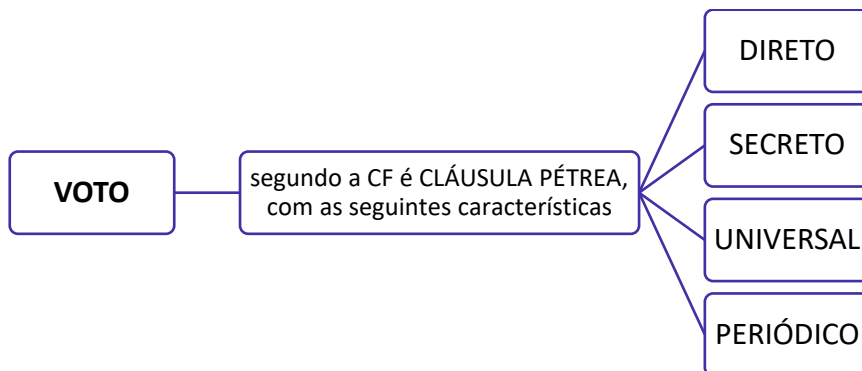 VOTO
segundo a CF é CLÁUSULA PÉTREA,
com as seguintes características
DIRETO
SECRETO
UNIVERSAL
PERIÓDICO